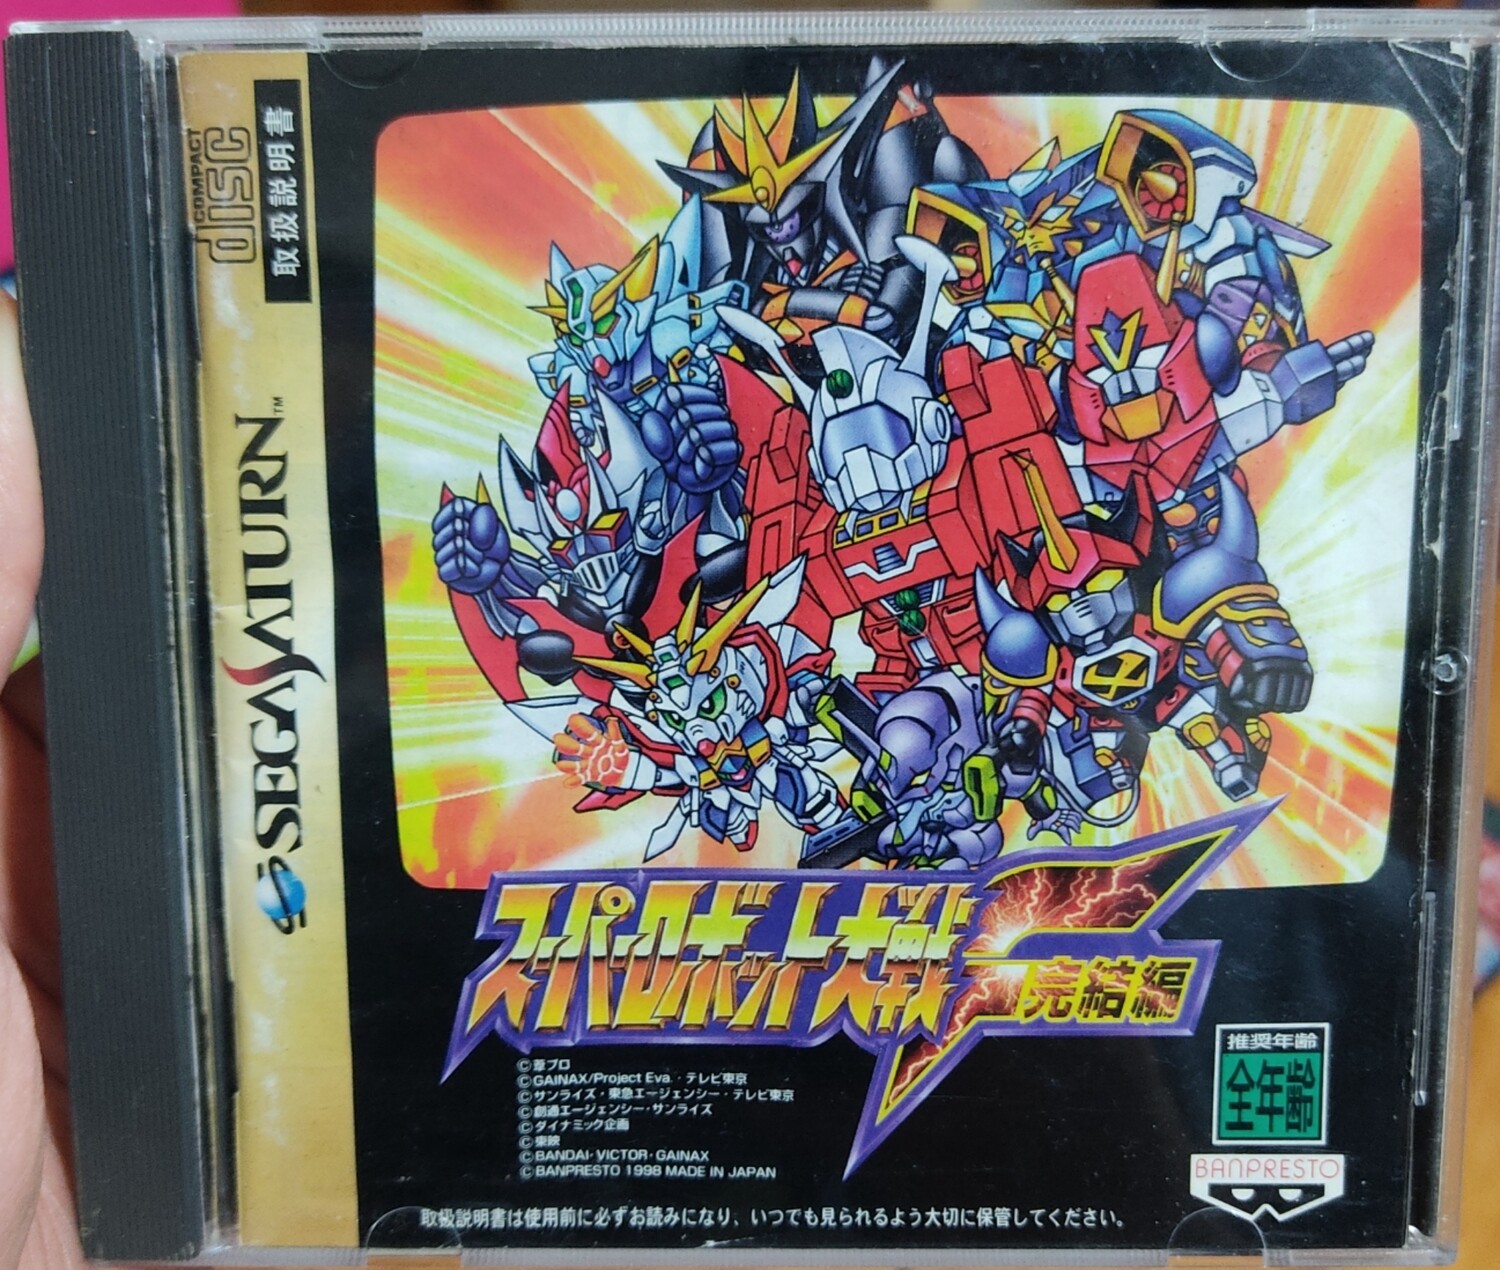 COMPACT
disc
取扱説明書
SEGA SATURN™
スーパーロボット大戦F
完結編
©葦プロ
©GAINAX/Project Eva.・テレビ東京
©サンライズ・東急エージェンシー・テレビ東京
©創通エージェンシー・サンライズ
©ダイナミック企画
©東映
©BANDAI・VICTOR・GAINAX
©BANPRESTO 1998 MADE IN JAPAN
推奨年齢
全年齢
BANPRESTO
取扱説明書は使用前に必ずお読みになり、いつでも見られるよう大切に保管してください。